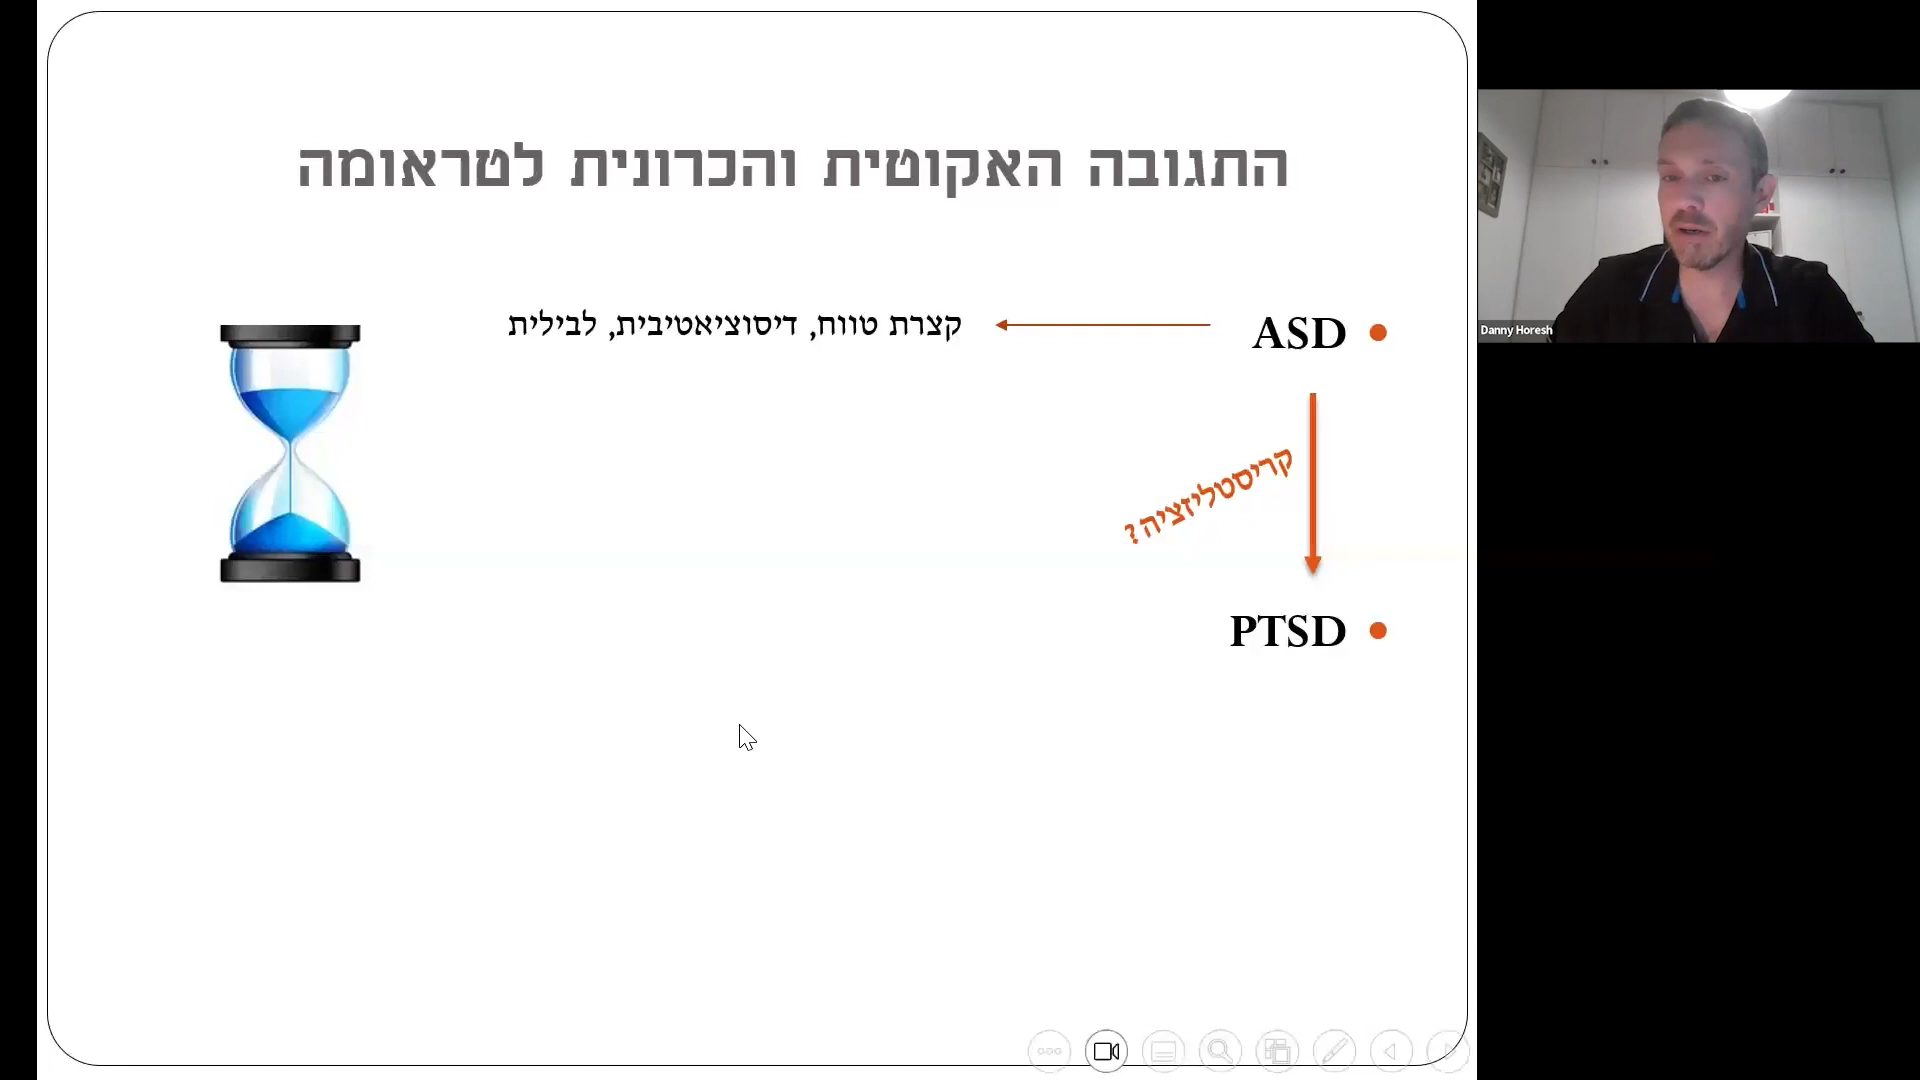 התגובה האקוטית והכרונית לטראומה
ASD
קצרת טווח, דיסוציאטיבית, לבילית
קריסטליזציה?
PTSD
Danny Horesh